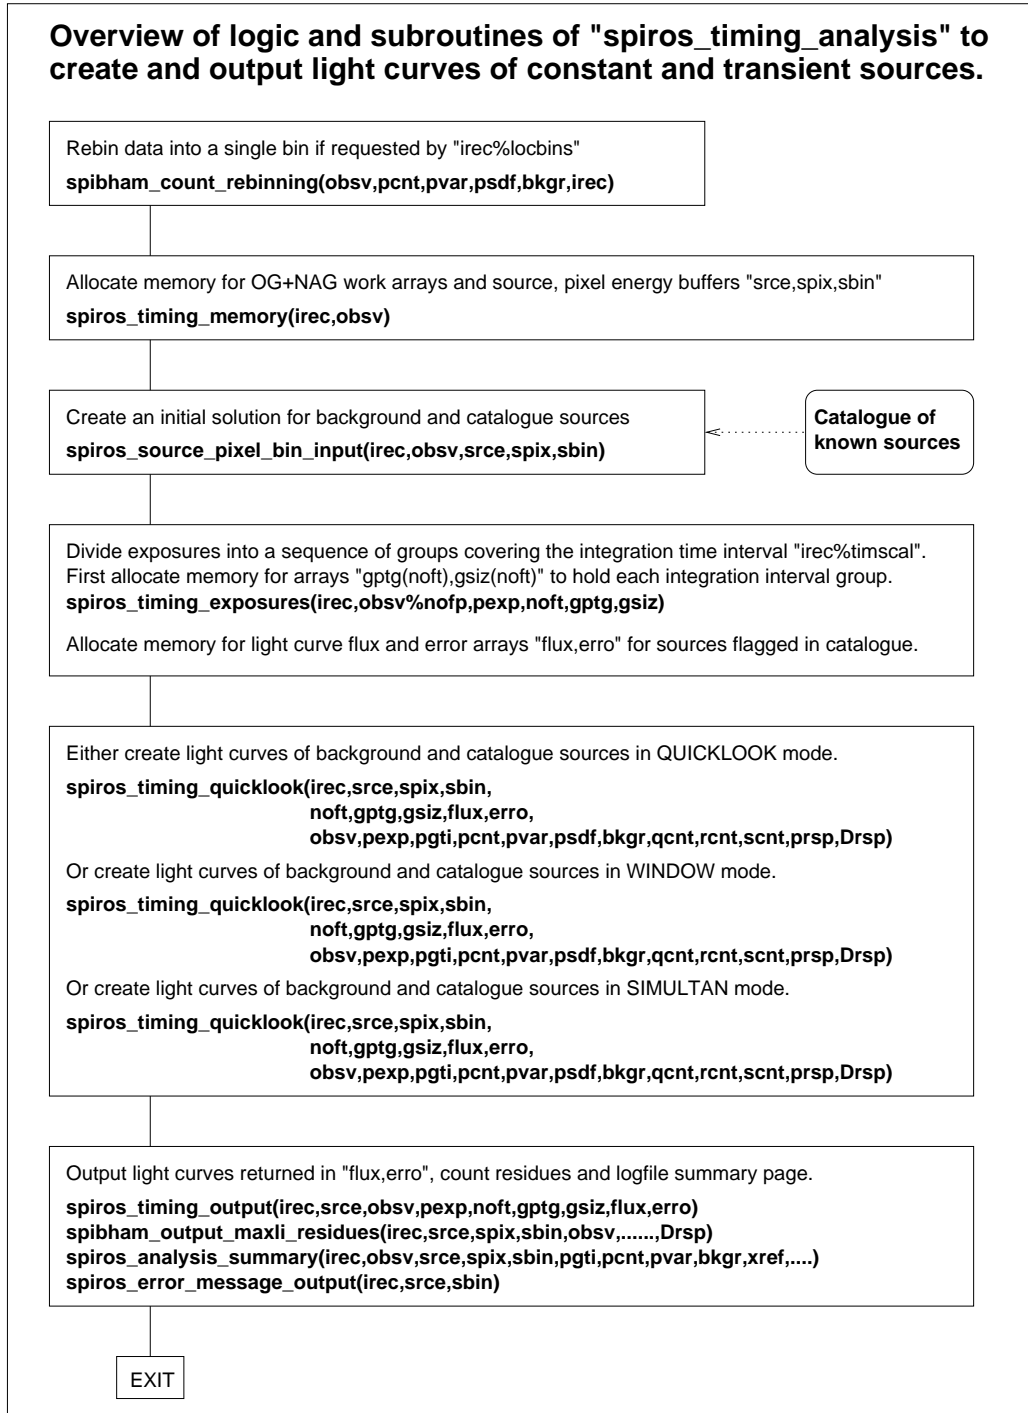 Overview of logic and subroutines of "spiros_timing_analysis" to
create and output light curves of constant and transient sources.
Rebin data into a single bin if requested by "irec%locbins"
spibham_count_rebinning(obsv,pcnt,pvar,psdf,bkgr,irec)
Allocate memory for OG+NAG work arrays and source, pixel energy buffers "srce,spix,sbin"
spiros_timing_memory(irec,obsv)
Create an initial solution for background and catalogue sources
spiros_source_pixel_bin_input(irec,obsv,srce,spix,sbin)
Catalogue of
known sources
Divide exposures into a sequence of groups covering the integration time interval "irec%timscal".
First allocate memory for arrays "gptg(noft),gsiz(noft)" to hold each integration interval group.
spiros_timing_exposures(irec,obsv%nofp,pexp,noft,gptg,gsiz)
Allocate memory for light curve flux and error arrays "flux,erro" for sources flagged in catalogue.
Either create light curves of background and catalogue sources in QUICKLOOK mode.
spiros_timing_quicklook(irec,srce,spix,sbin,
noft,gptg,gsiz,flux,erro,
obsv,pexp,pgti,pcnt,pvar,psdf,bkgr,qcnt,rcnt,scnt,prsp,Drsp)
Or create light curves of background and catalogue sources in WINDOW mode.
spiros_timing_quicklook(irec,srce,spix,sbin,
noft,gptg,gsiz,flux,erro,
obsv,pexp,pgti,pcnt,pvar,psdf,bkgr,qcnt,rcnt,scnt,prsp,Drsp)
Or create light curves of background and catalogue sources in SIMULTAN mode.
spiros_timing_quicklook(irec,srce,spix,sbin,
noft,gptg,gsiz,flux,erro,
obsv,pexp,pgti,pcnt,pvar,psdf,bkgr,qcnt,rcnt,scnt,prsp,Drsp)
Output light curves returned in "flux,erro", count residues and logfile summary page.
spiros_timing_output(irec,srce,obsv,pexp,noft,gptg,gsiz,flux,erro)
spibham_output_maxli_residues(irec,srce,spix,sbin,obsv,......,Drsp)
spiros_analysis_summary(irec,obsv,srce,spix,sbin,pgti,pcnt,pvar,bkgr,xref,....)
spiros_error_message_output(irec,srce,sbin)
EXIT